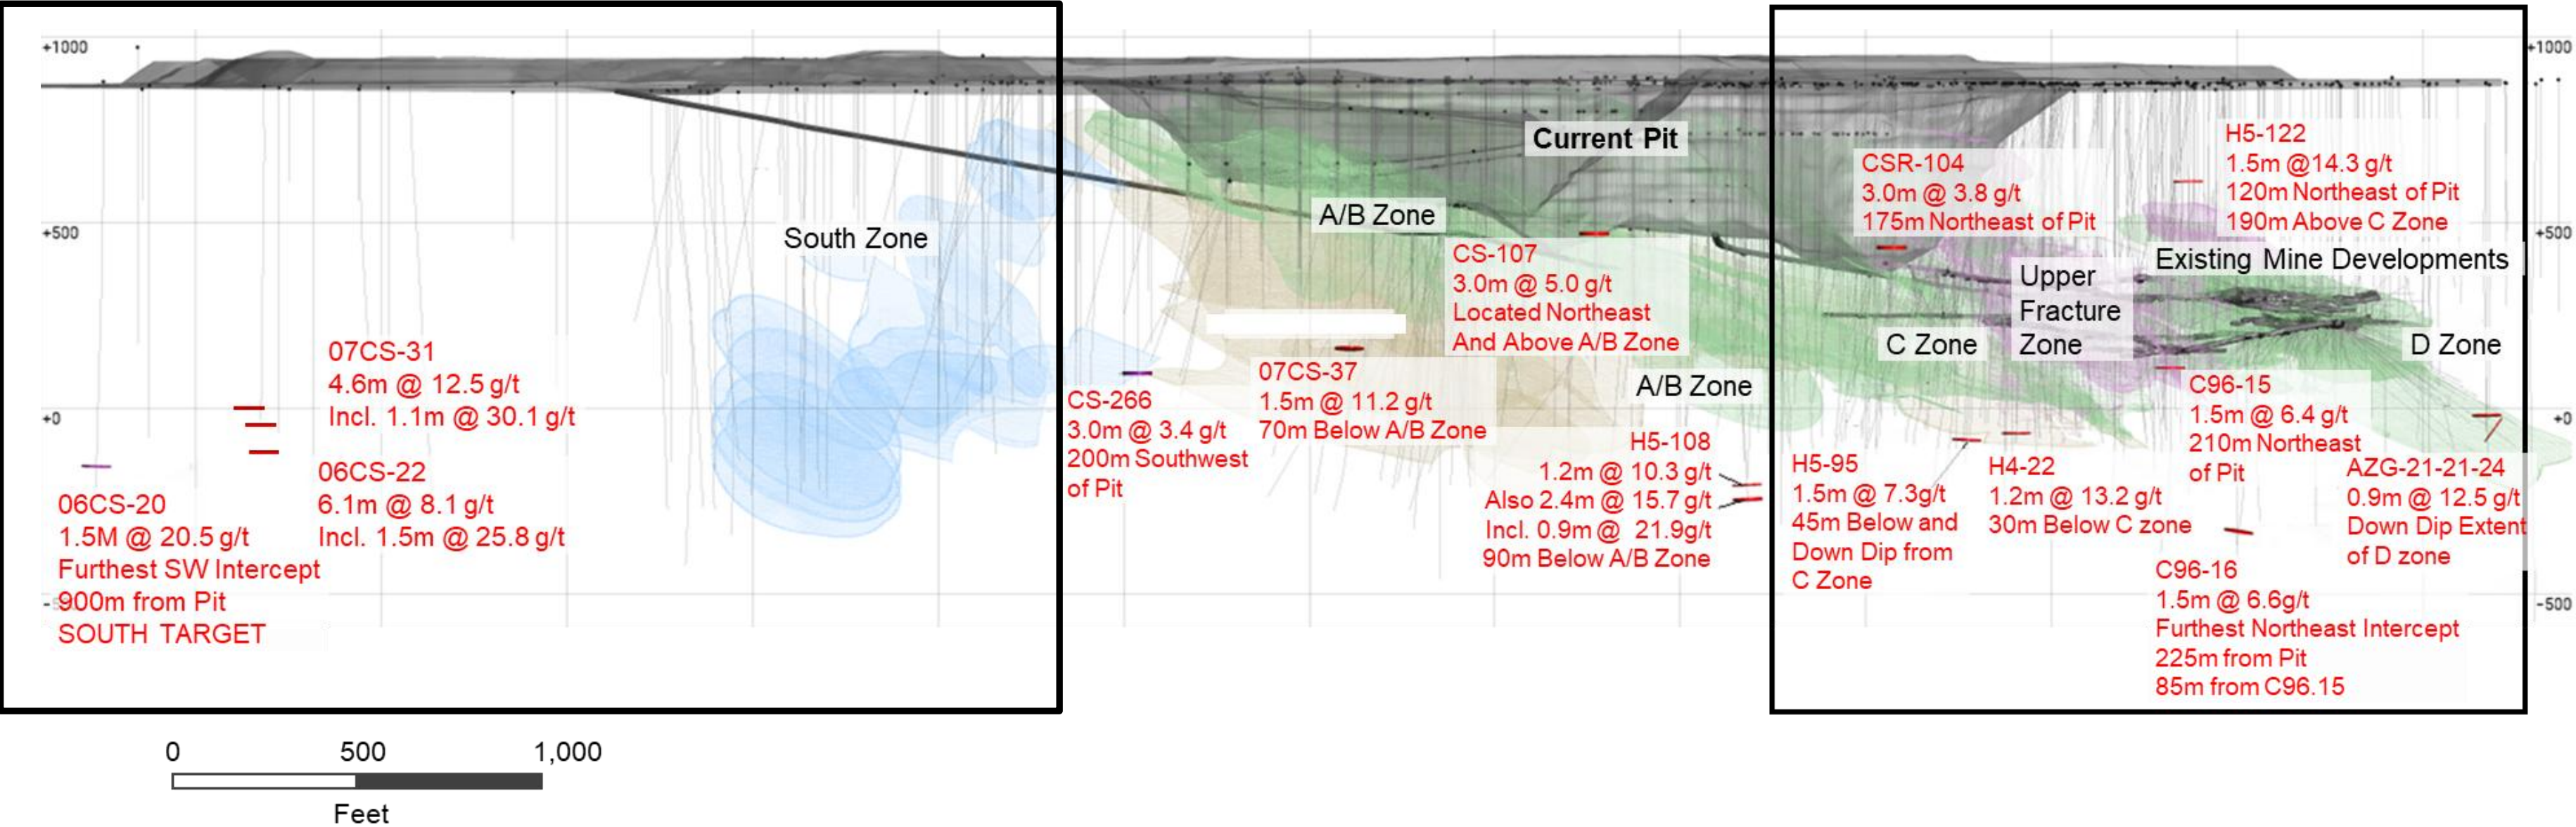 +1000
+1000
Current Pit
H5-122
1.5m @14.3 g/t
120m Northeast of Pit
190m Above C Zone
CSR-104
3.0m @ 3.8 g/t
175m Northeast of Pit
+500
+500
South Zone
A/B Zone
CS-107
3.0m @ 5.0 g/t
Located Northeast
And Above A/B Zone
Existing Mine Developments
Upper
Fracture
Zone
C Zone
D Zone
07CS-31
4.6m @ 12.5 g/t
Incl. 1.1m @ 30.1 g/t
07CS-37
1.5m @ 11.2 g/t
70m Below A/B Zone
A/B Zone
CS-266
3.0m @ 3.4 g/t
200m Southwest
of Pit
C96-15
1.5m @ 6.4 g/t
210m Northeast
of Pit
+0
+0
06CS-22
6.1m @ 8.1 g/t
Incl. 1.5m @ 25.8 g/t
H5-108
1.2m @ 10.3 g/t
Also 2.4m @ 15.7 g/t
Incl. 0.9m @ 21.9g/t
90m Below A/B Zone
H5-95
1.5m @ 7.3g/t
45m Below and
Down Dip from
C Zone
H4-22
1.2m @ 13.2 g/t
30m Below C zone
AZG-21-21-24
0.9m @ 12.5 g/t
Down Dip Extent
of D zone
06CS-20
1.5M @ 20.5 g/t
Furthest SW Intercept
900m from Pit
SOUTH TARGET
C96-16
1.5m @ 6.6g/t
Furthest Northeast Intercept
225m from Pit
85m from C96.15
-500
0 500 1,000
Feet